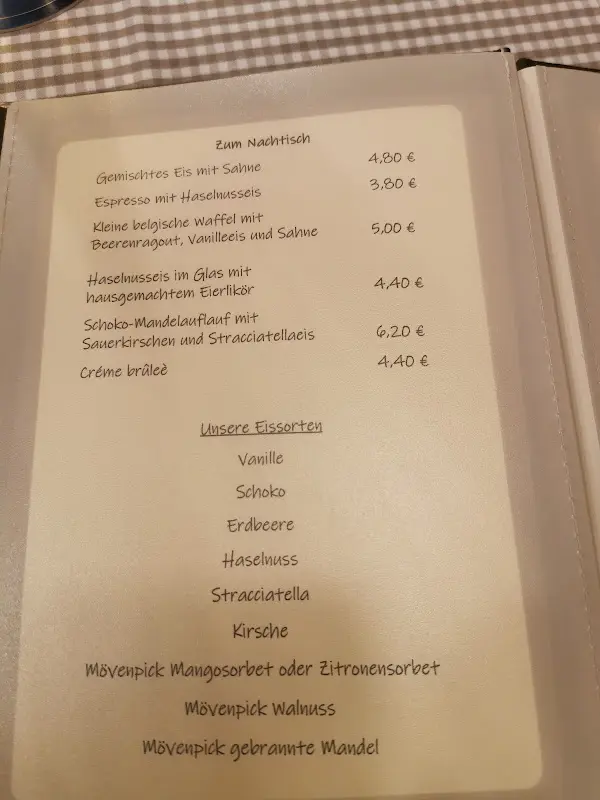 Zum Nachtisch
Gemischtes Eis mit Sahne 4,80 €
Espresso mit Haselnusseis 3,80 €
Kleine belgische Waffel mit
Beerenragout, Vanilleeis und Sahne 5,00 €
Haselnusseis im Glas mit
hausgemachtem Eierlikör 4,40 €
Schoko-Mandelauflauf mit
Sauerkirschen und Stracciatellaeis 6,20 €
Créme brûleè 4,40 €
Unsere Eissorten
Vanille
Schoko
Erdbeere
Haselnuss
Stracciatella
Kirsche
Mövenpick Mangosorbet oder Zitronensorbet
Mövenpick Walnuss
Mövenpick gebrannte Mandel